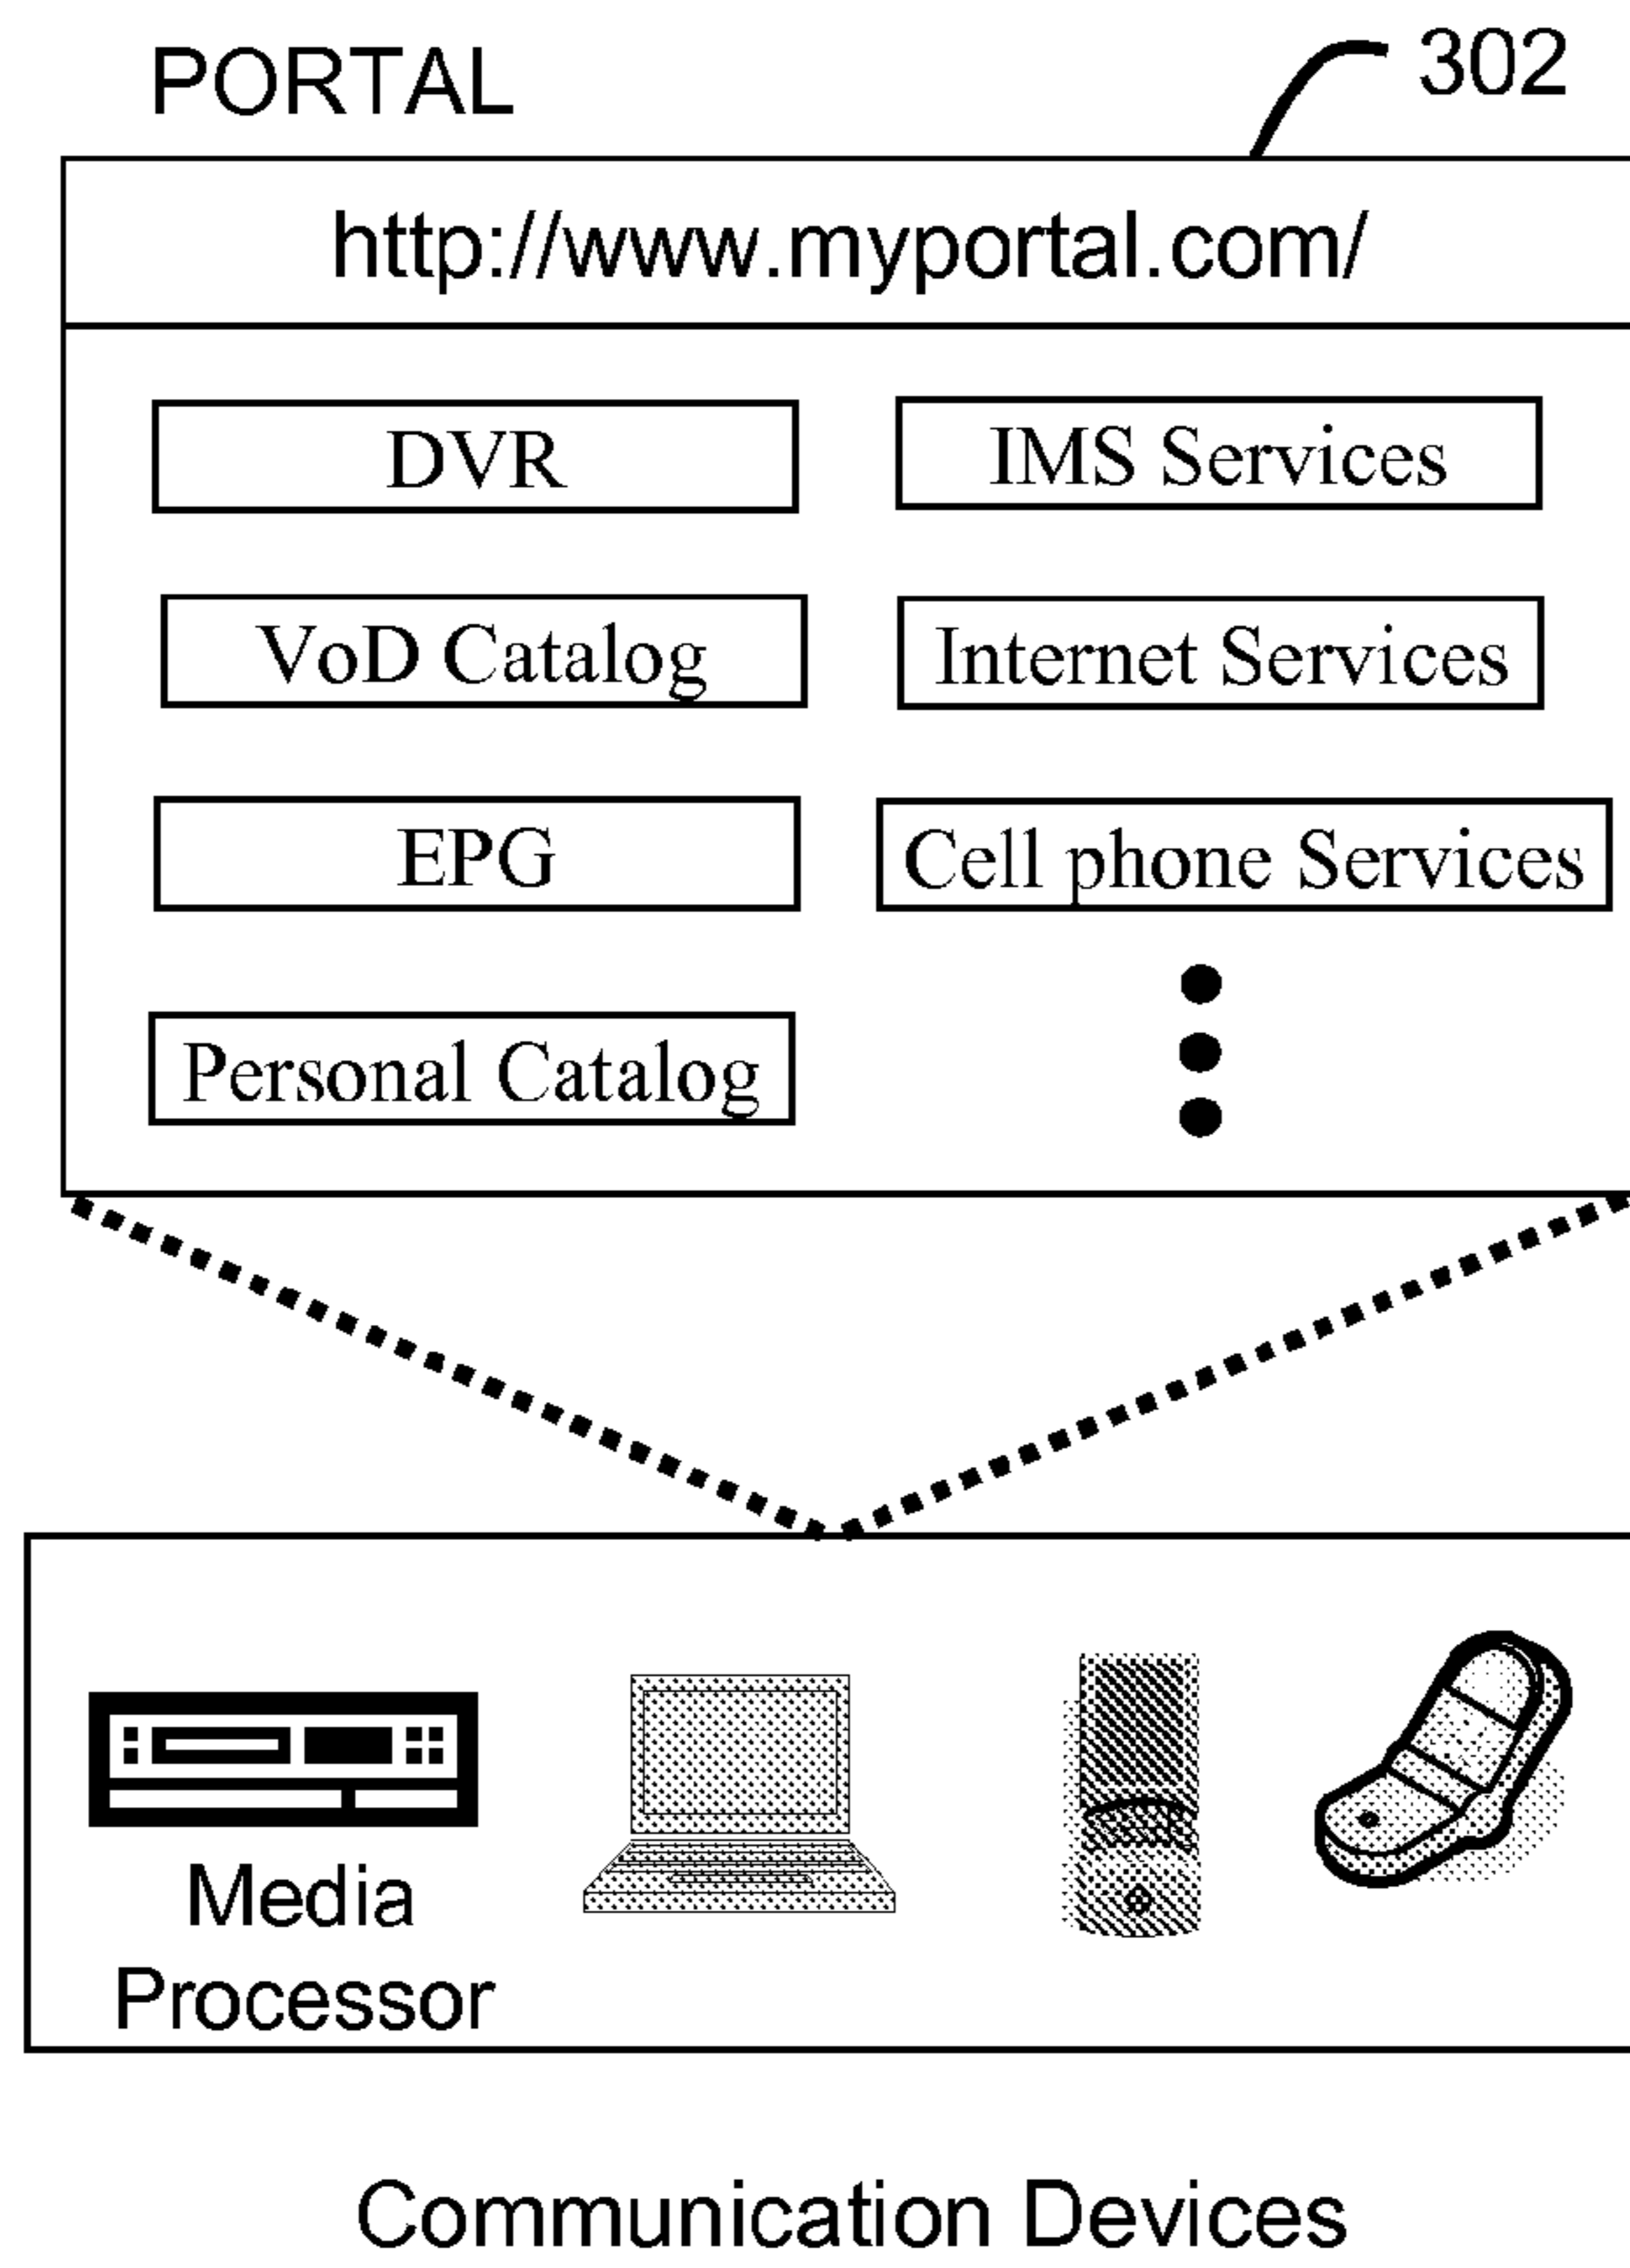 PORTAL
302
http://www.myportal.com/
DVR
IMS Services
VoD Catalog
Internet Services
EPG
Cell phone Services
Personal Catalog
Media
Processor
Communication Devices